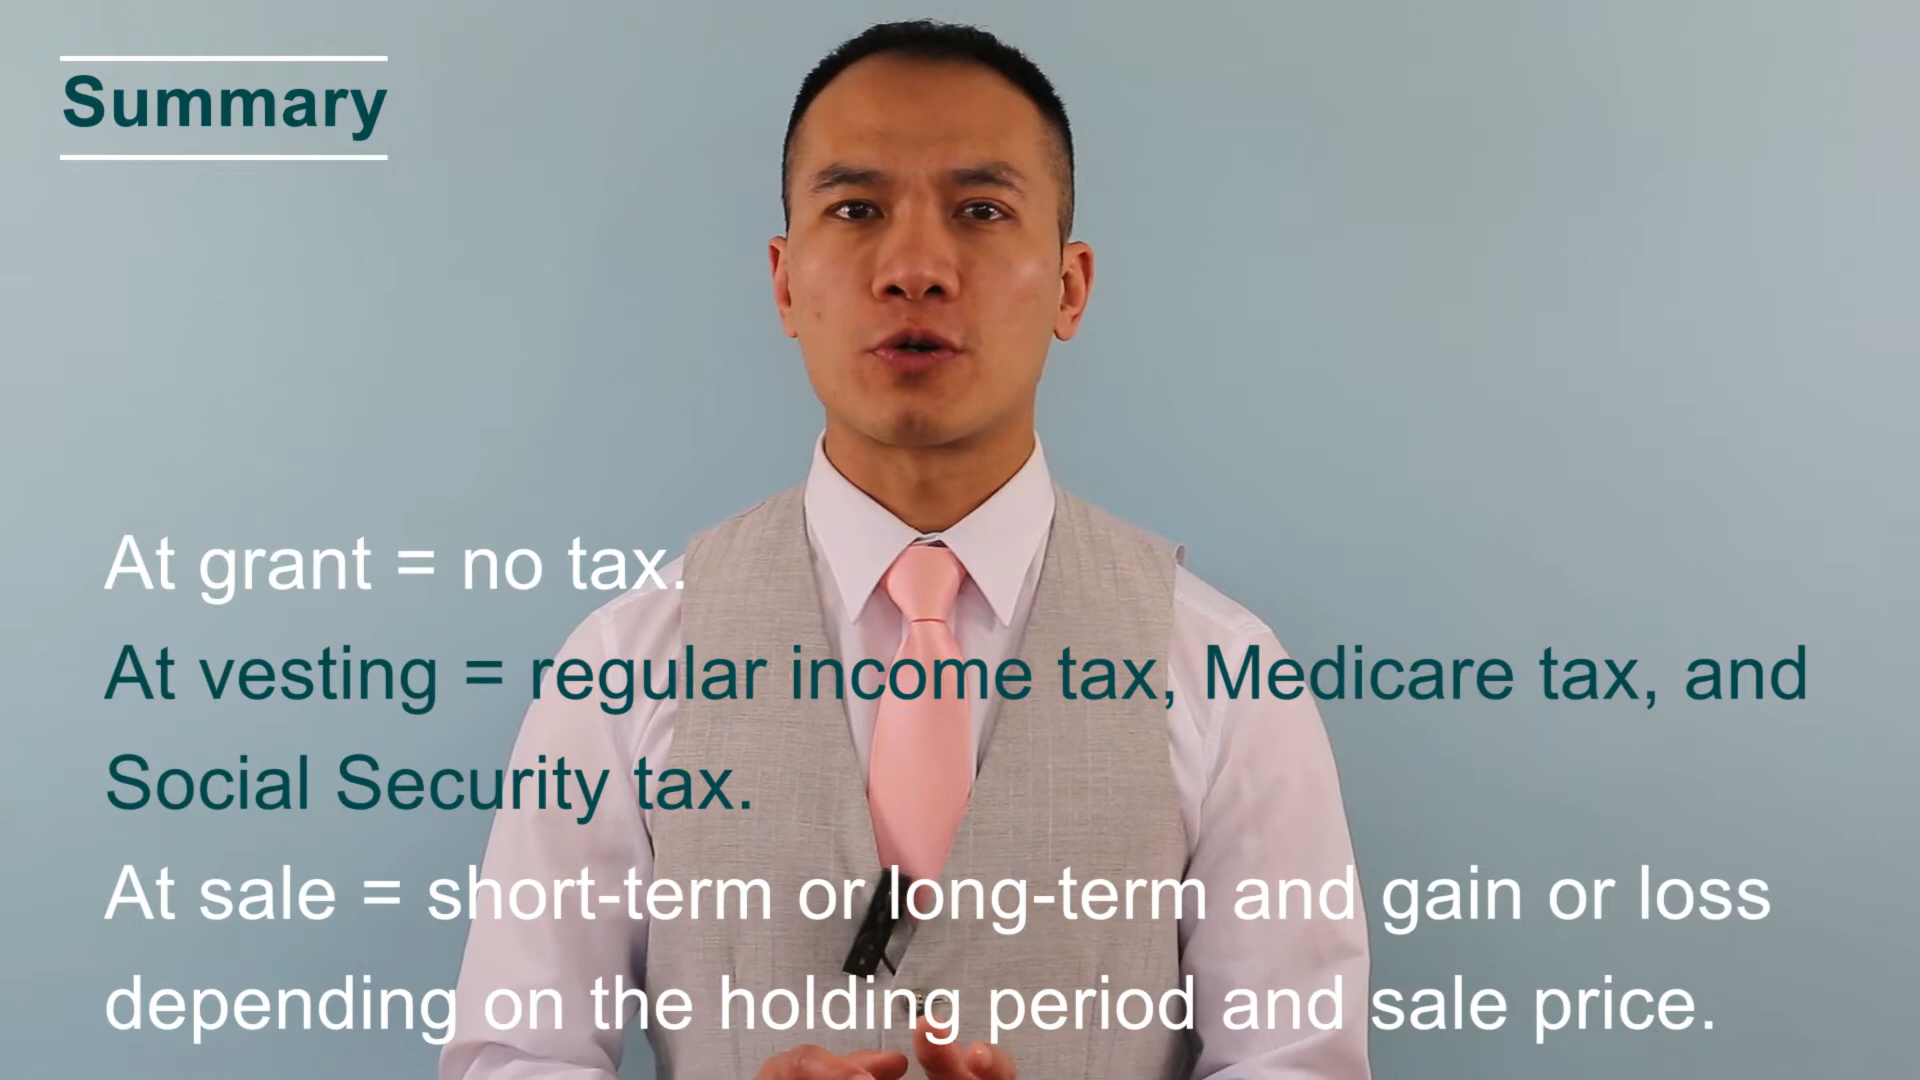 Summary
At grant = no tax.
At vesting = regular income tax, Medicare tax, and
Social Security tax.
At sale = short-term or long-term and gain or loss
depending on the holding period and sale price.